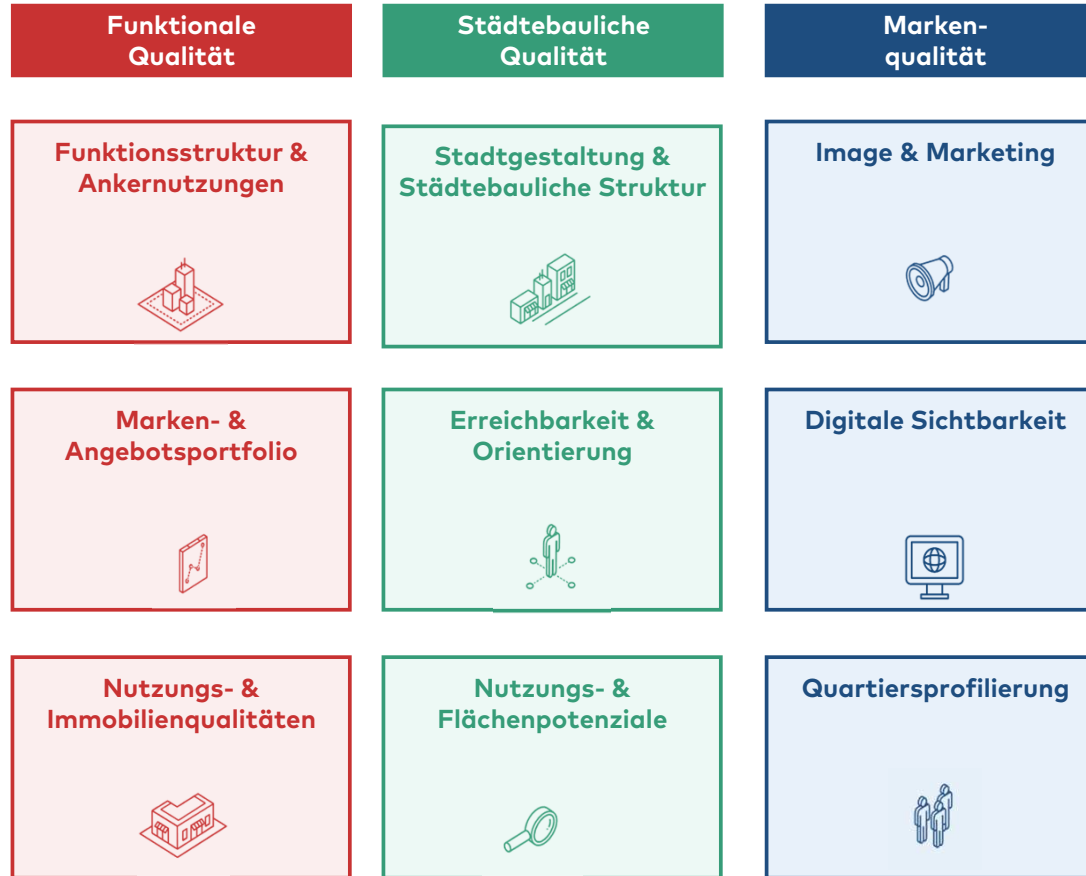 Funktionale
Qualität
Städtebauliche
Qualität
Marken-
qualität
Funktionsstruktur &
Ankernutzungen
Stadtgestaltung &
Städtebauliche Struktur
Image & Marketing
Marken- &
Angebotsportfolio
Erreichbarkeit &
Orientierung
Digitale Sichtbarkeit
Nutzungs- &
Immobilienqualitäten
Nutzungs- &
Flächenpotenziale
Quartiersprofilierung